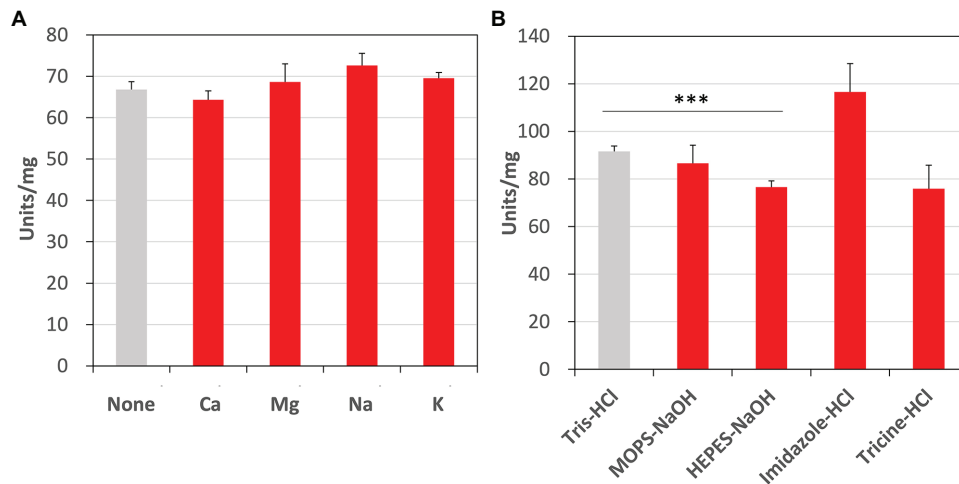 A
Units/mg
80
70
60
50
40
30
20
10
0
None Ca Mg Na K
B
Units/mg
140
120
100
80
60
40
20
0
***
Tris-HCl
MOPS-NaOH
HEPES-NaOH
Imidazole-HCl
Tricine-HCl